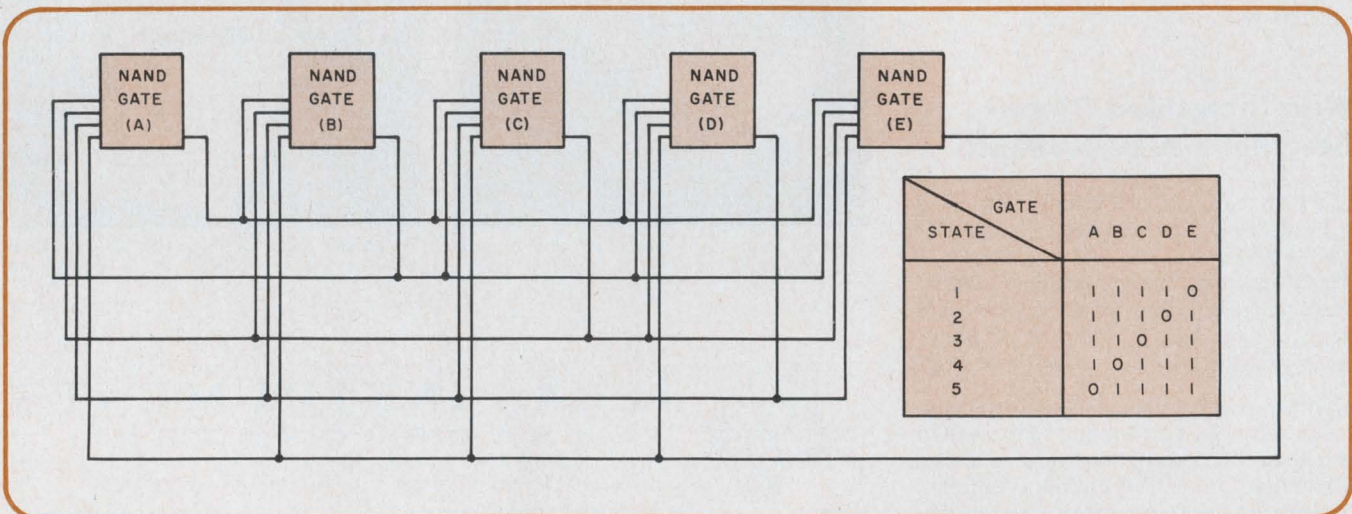 NAND GATE (A)
NAND GATE (B)
NAND GATE (C)
NAND GATE (D)
NAND GATE (E)
GATE
STATE
A B C D E
1 1 1 1 1 0
2 1 1 1 0 1
3 1 1 0 1 1
4 1 0 1 1 1
5 0 1 1 1 1